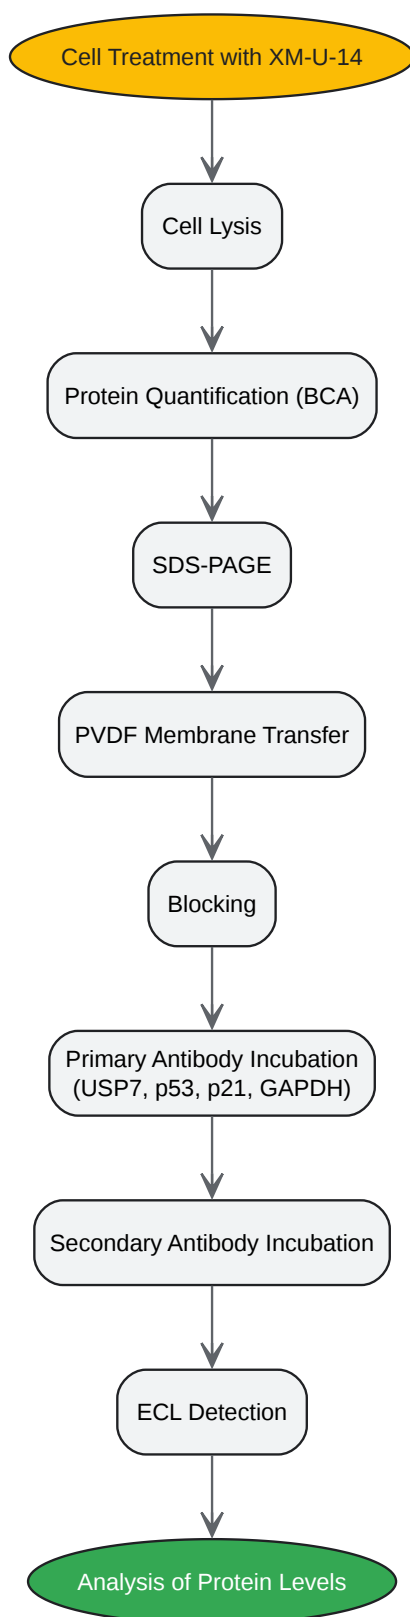 Cell Treatment with XM-U-14
Cell Lysis
Protein Quantification (BCA)
SDS-PAGE
PVDF Membrane Transfer
Blocking
Primary Antibody Incubation
(USP7, p53, p21, GAPDH)
Secondary Antibody Incubation
ECL Detection
Analysis of Protein Levels